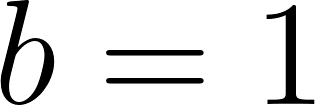 b = 1